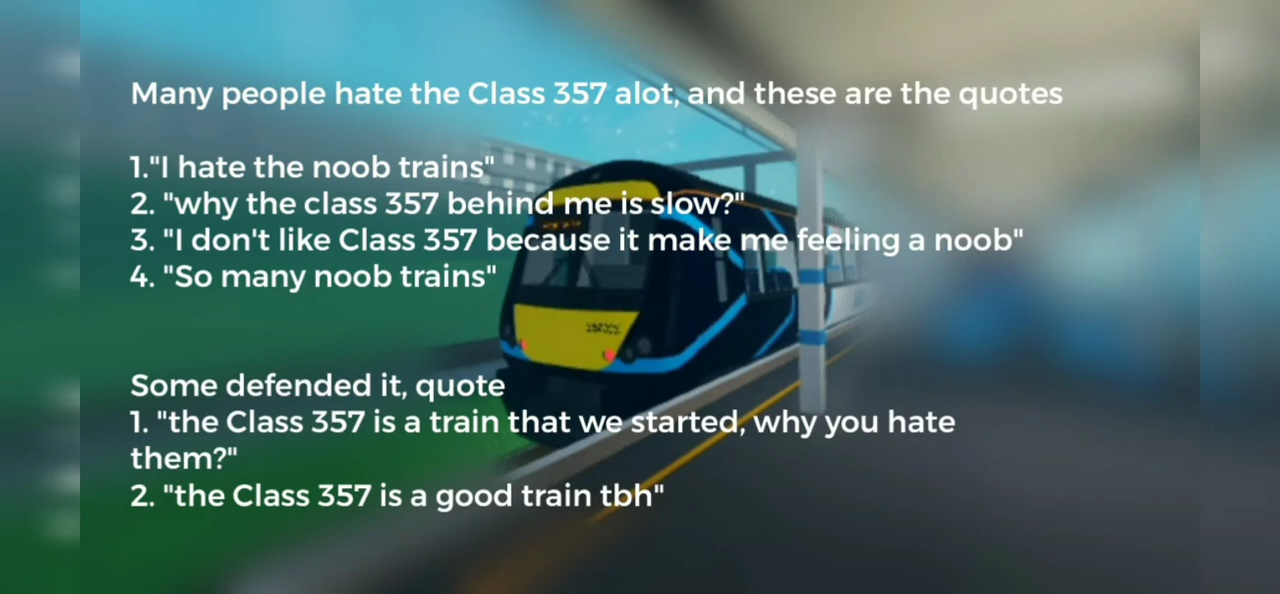 Many people hate the Class 357 alot, and these are the quotes
1."I hate the noob trains"
2. "why the class 357 behind me is slow?"
3. "I don't like Class 357 because it make me feeling a noob"
4. "So many noob trains"
Some defended it, quote
1. "the Class 357 is a train that we started, why you hate
them?"
2. "the Class 357 is a good train tbh"